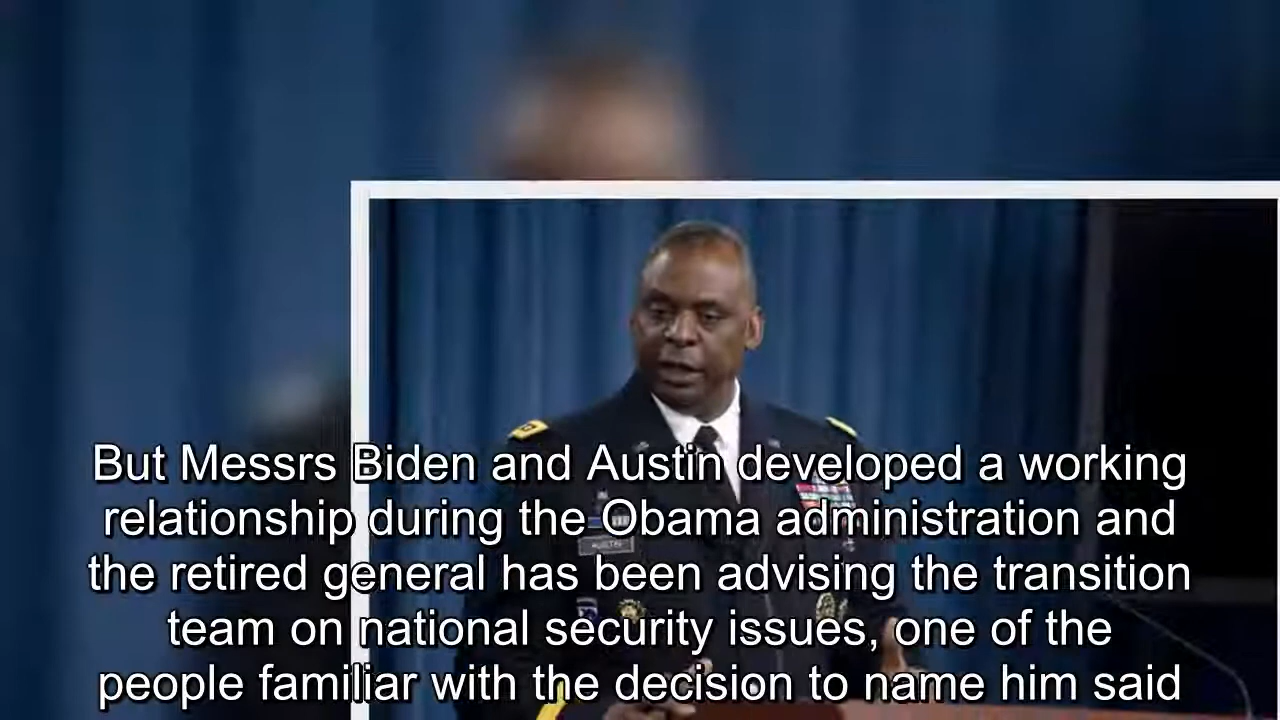 But Messrs Biden and Austin developed a working
relationship during the Obama administration and
the retired general has been advising the transition
team on national security issues, one of the
people familiar with the decision to name him said